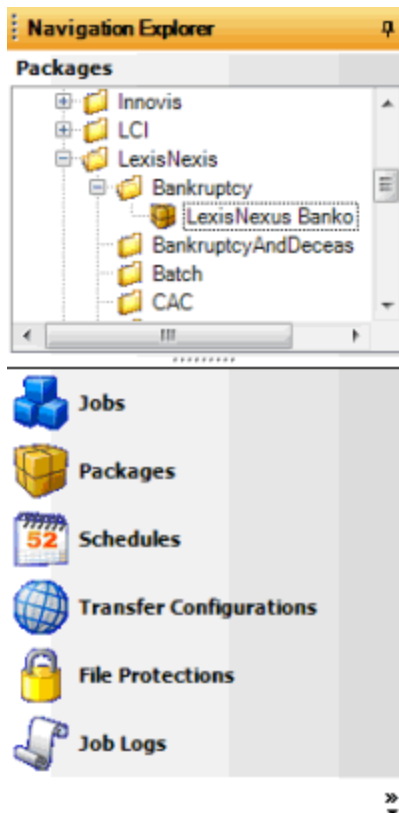 Navigation Explorer
Packages
Innovis
LCI
LexisNexis
Bankruptcy
LexisNexus Banko
BankruptcyAndDeceas
Batch
CAC
Jobs
Packages
52
Schedules
Transfer Configurations
File Protections
Job Logs